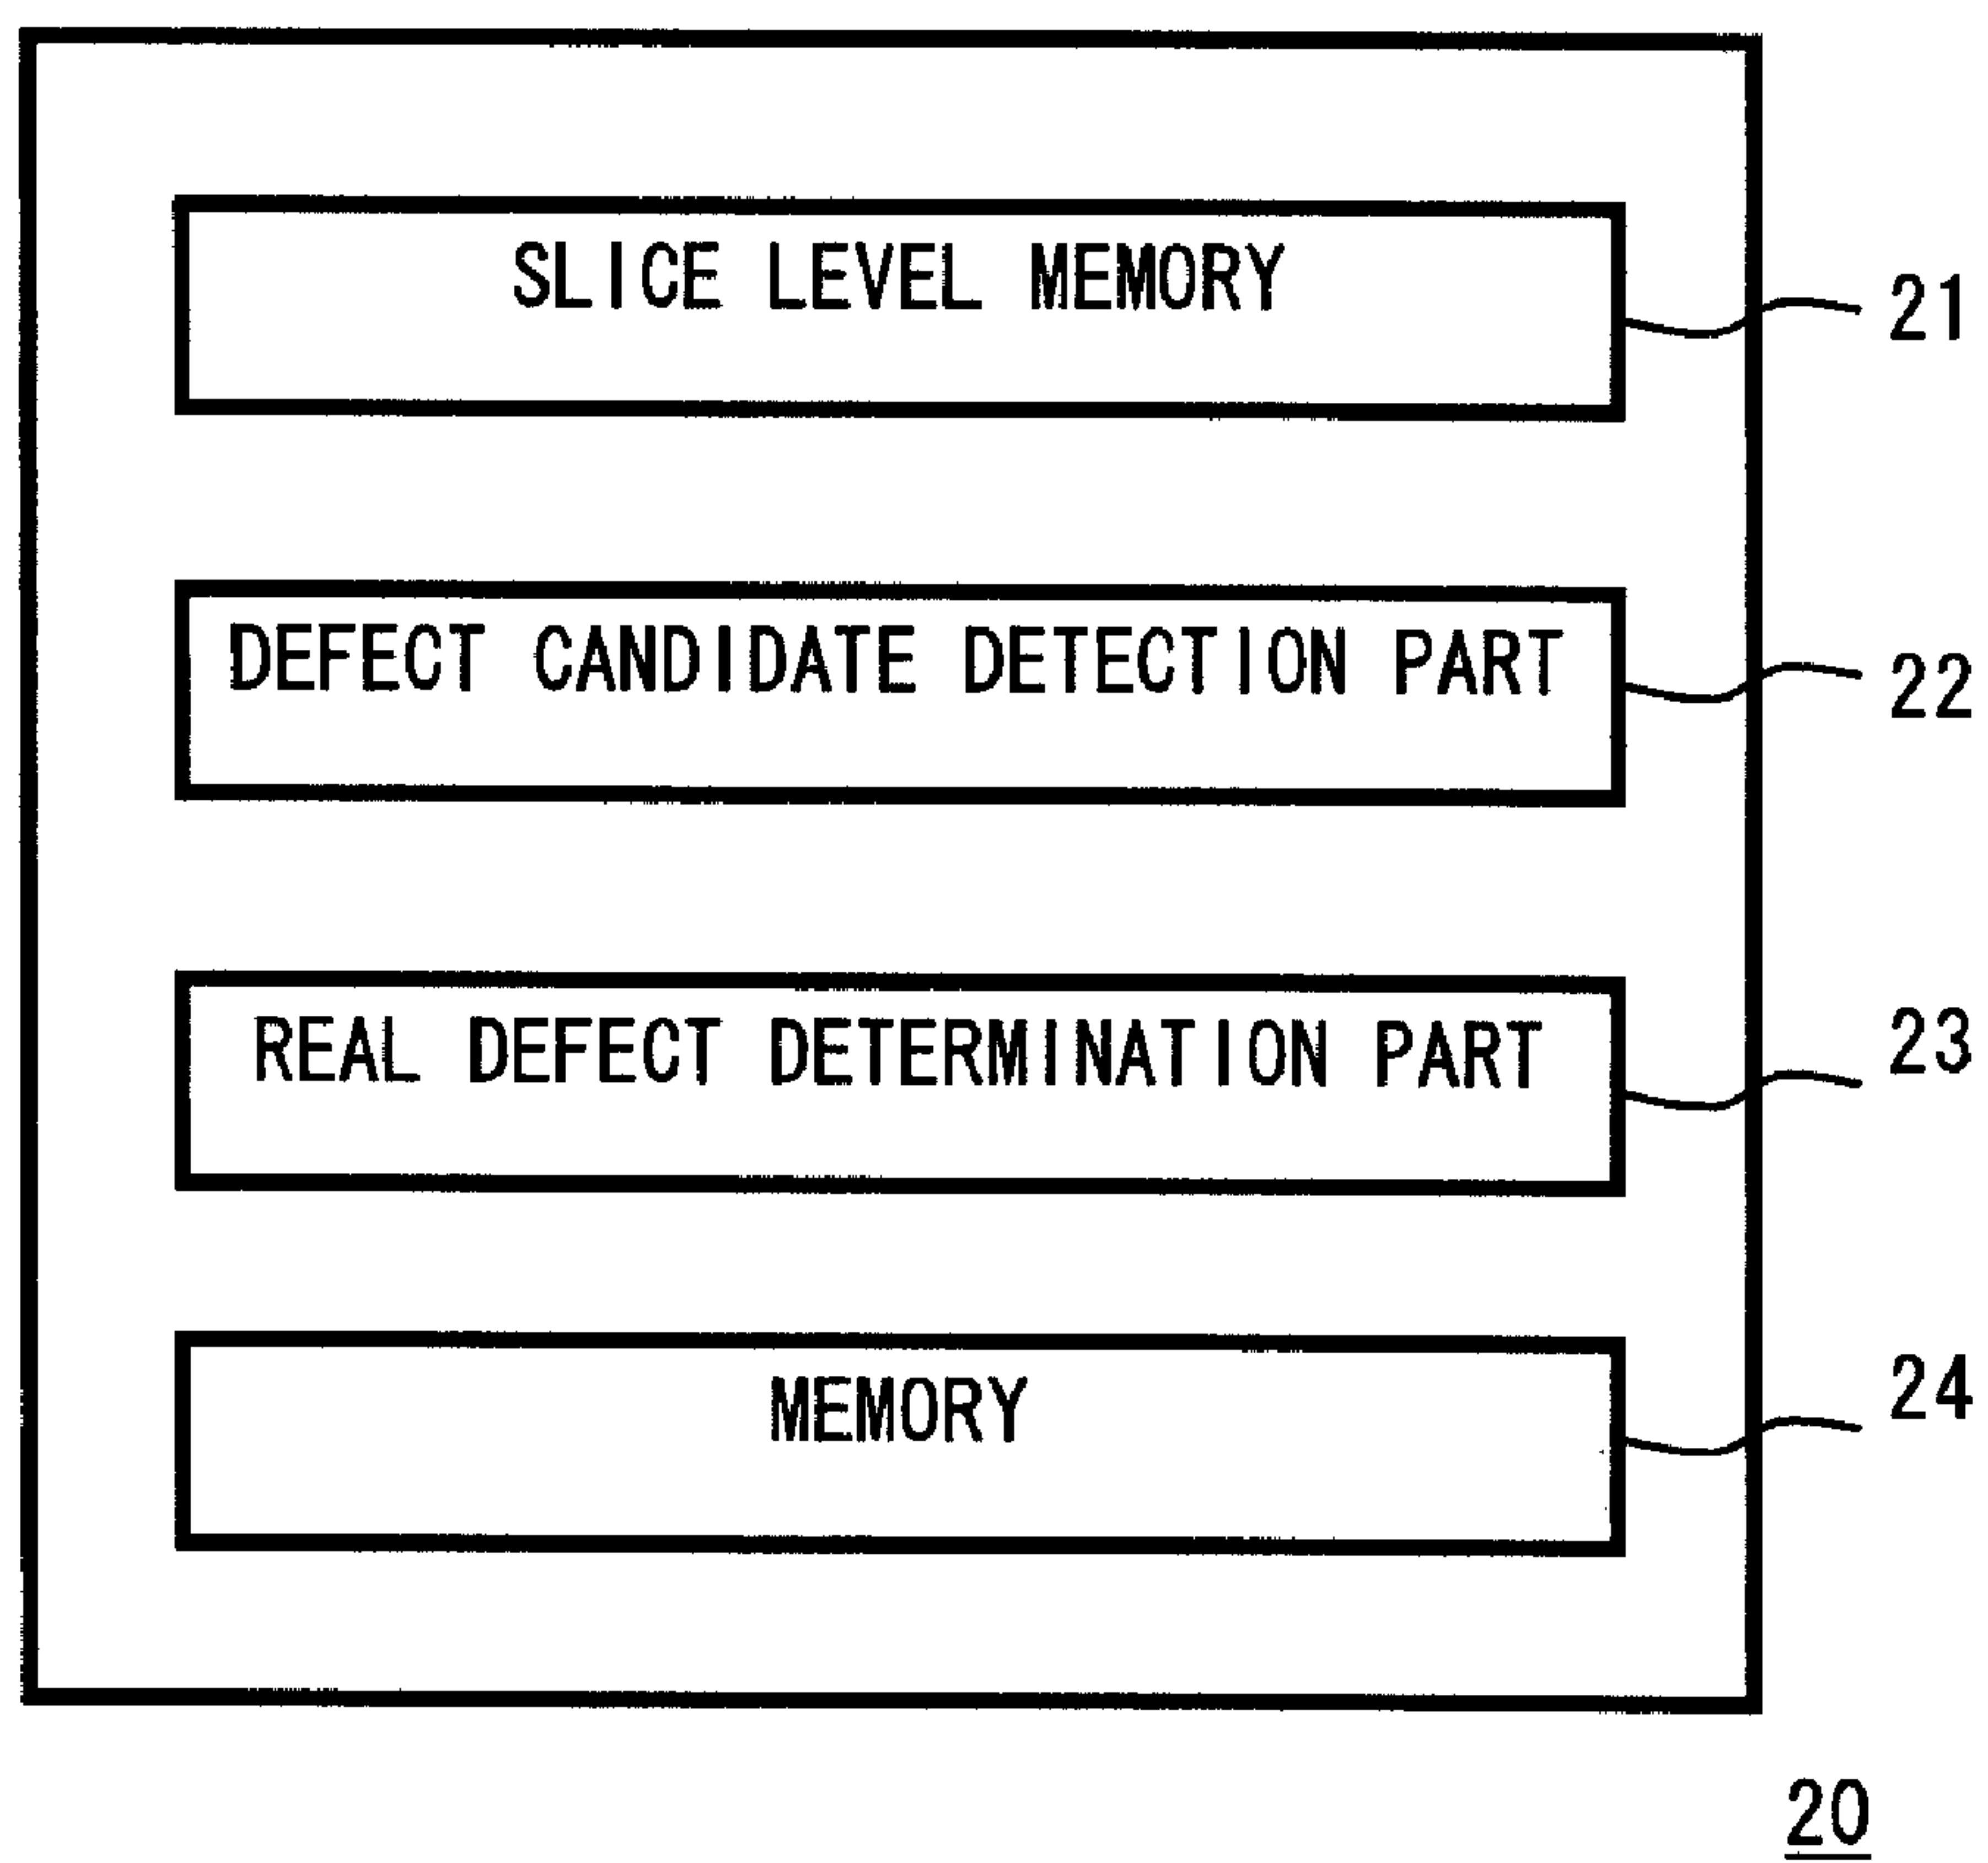 SLICE LEVEL MEMORY
21
DEFECT CANDIDATE DETECTION PART
22
REAL DEFECT DETERMINATION PART
23
MEMORY
24
20